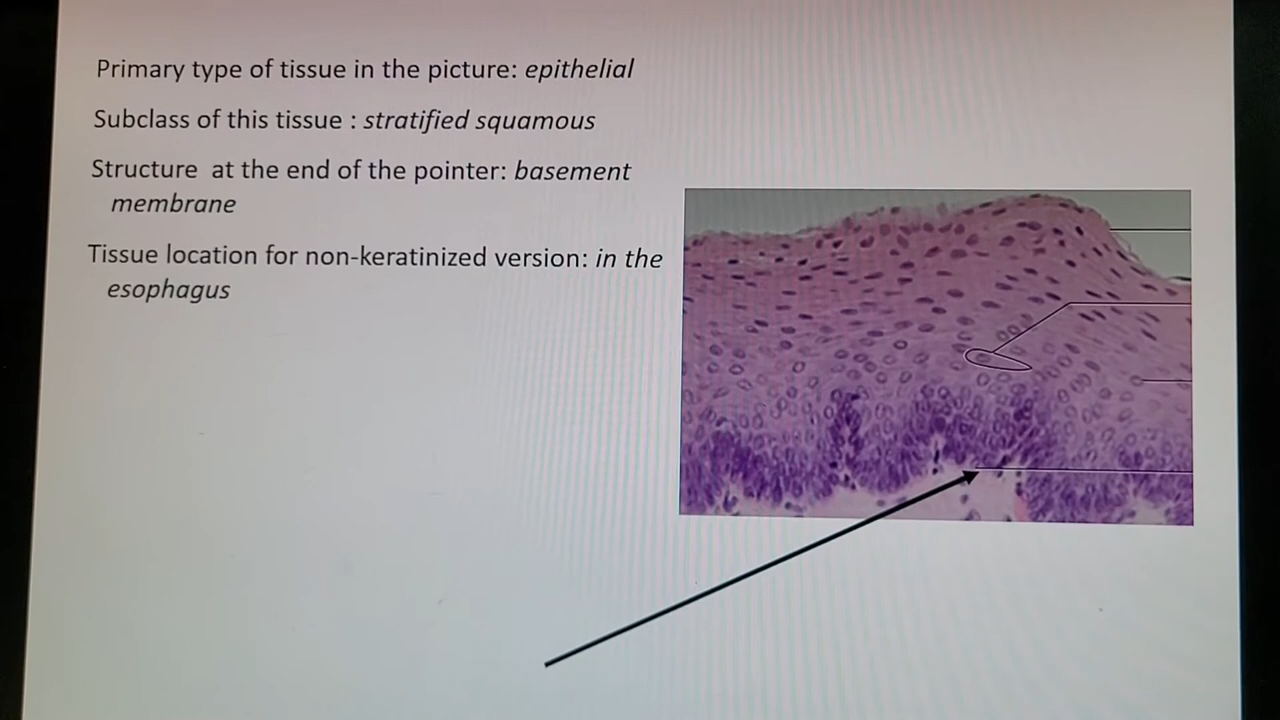 Primary type of tissue in the picture: epithelial
Subclass of this tissue : stratified squamous
Structure  at the end of the pointer: basement
membrane
Tissue location for non-keratinized version: in the
esophagus